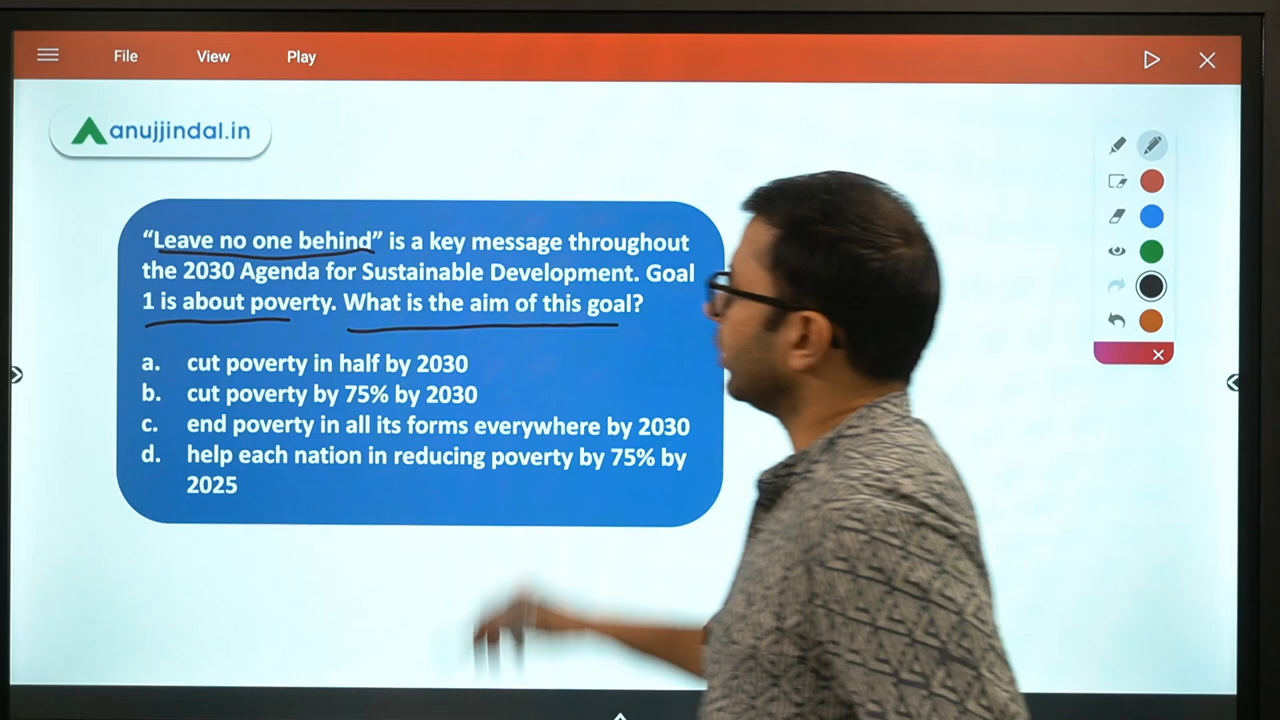 File View Play
anujjindal.in
“Leave no one behind” is a key message throughout
the 2030 Agenda for Sustainable Development. Goal
1 is about poverty. What is the aim of this goal?
a. cut poverty in half by 2030
b. cut poverty by 75% by 2030
c. end poverty in all its forms everywhere by 2030
d. help each nation in reducing poverty by 75% by
2025